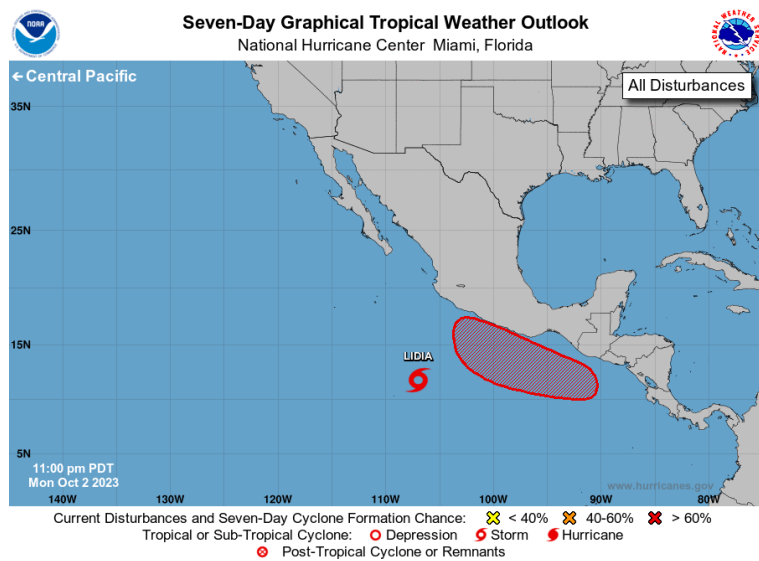 Seven-Day Graphical Tropical Weather Outlook
National Hurricane Center  Miami, Florida
NOAA
NATIONAL WEATHER SERVICE
Central Pacific
All Disturbances
35N
25N
15N
LIDIA
5N
11:00 pm PDT
Mon Oct 2 2023
www.hurricanes.gov
140W 130W 120W 110W 100W 90W 80W
Current Disturbances and Seven-Day Cyclone Formation Chance: < 40% 40-60% > 60%
Tropical or Sub-Tropical Cyclone: Depression Storm Hurricane
Post-Tropical Cyclone or Remnants